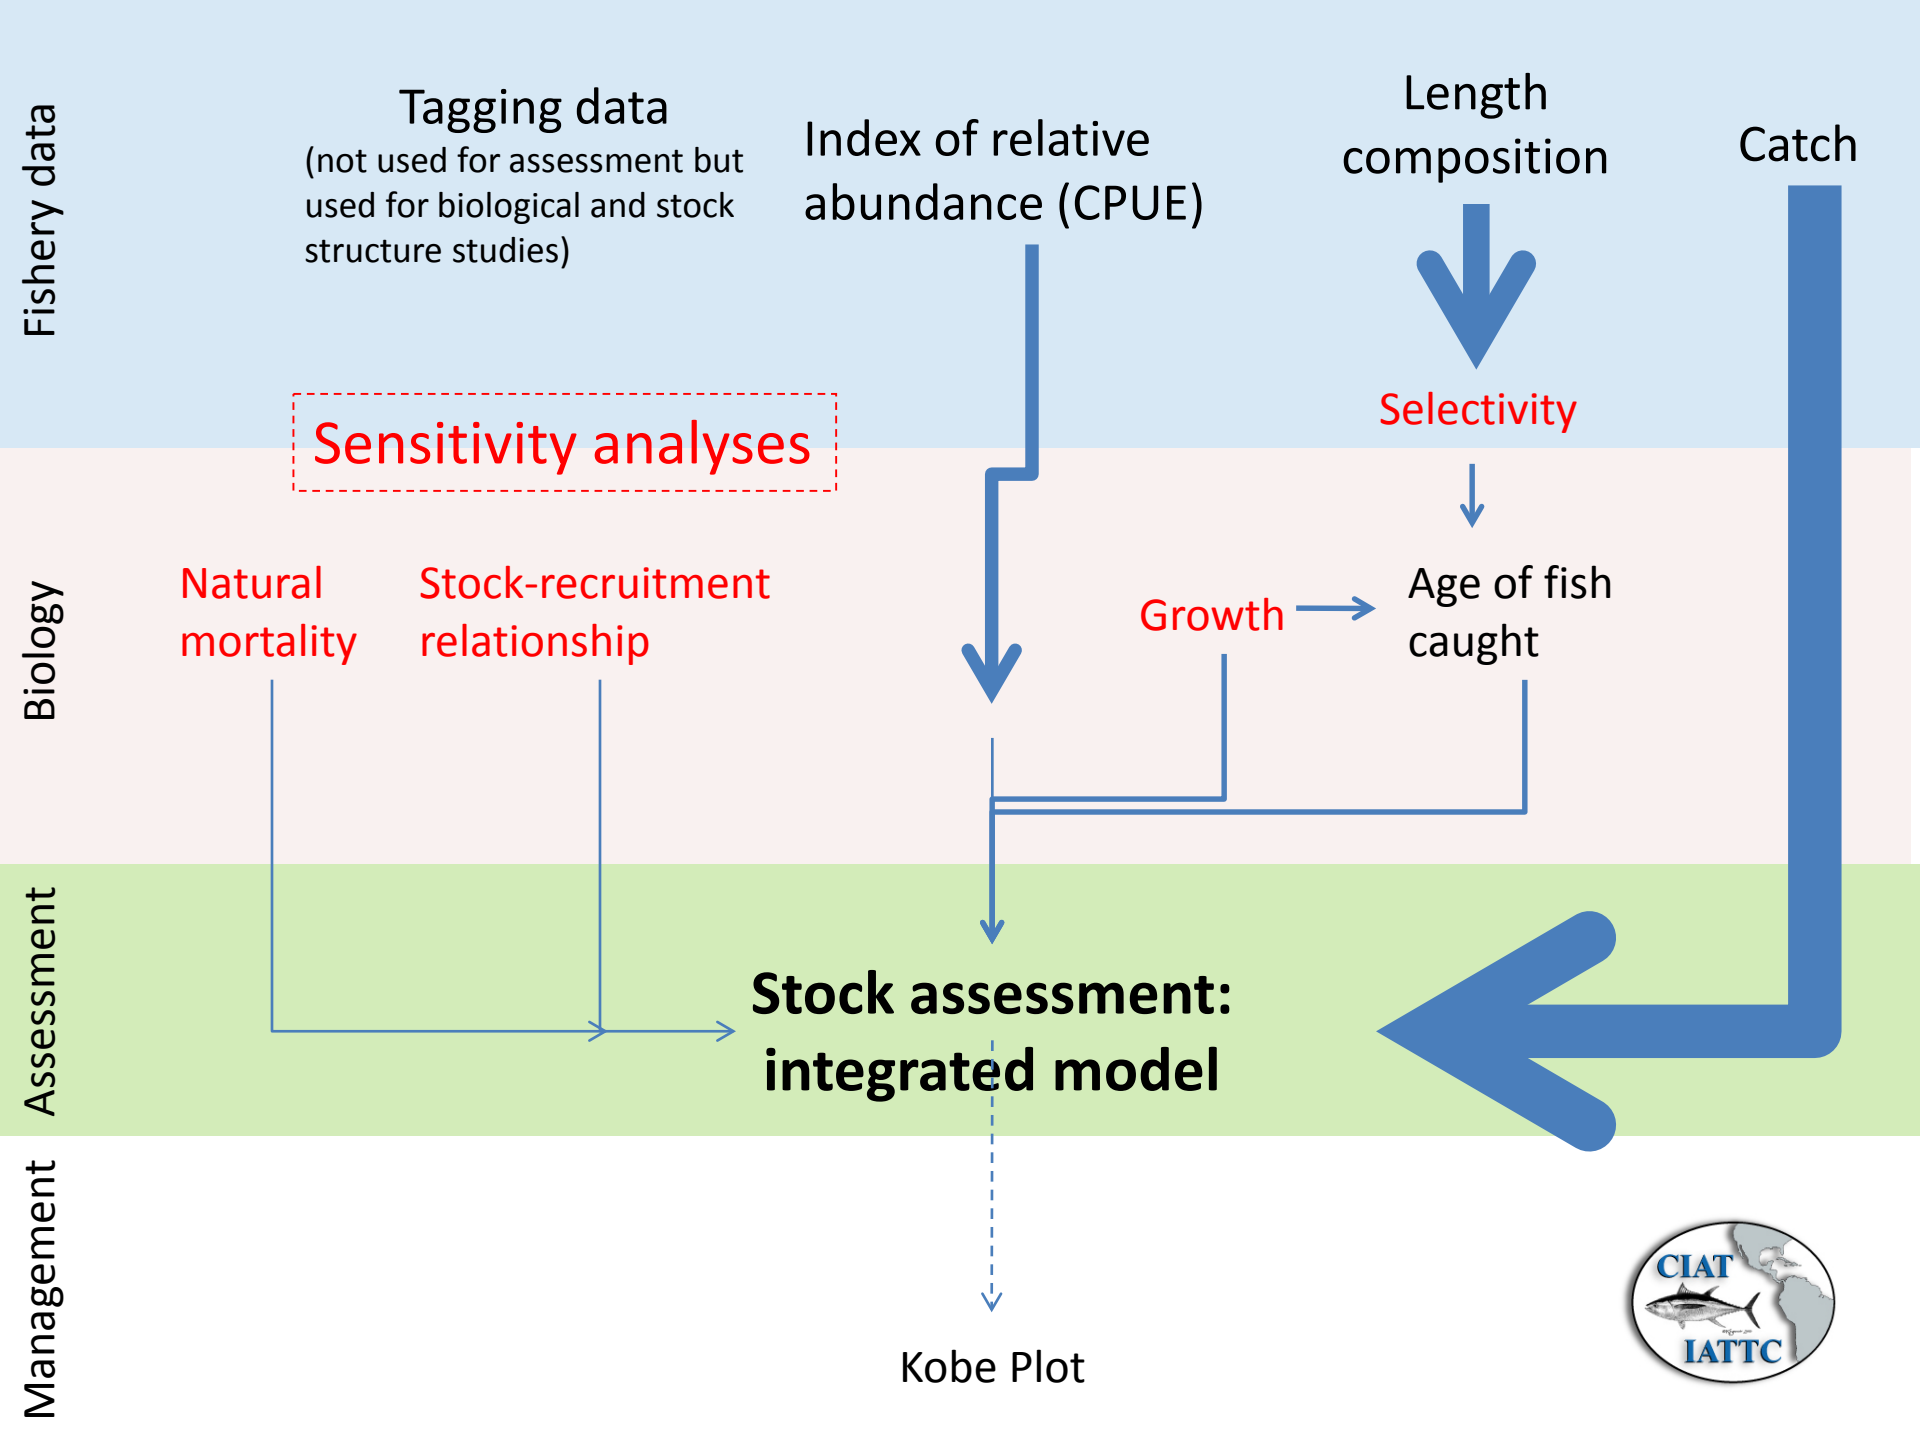 Fishery data
Tagging data
(not used for assessment but
used for biological and stock
structure studies)
Index of relative
abundance (CPUE)
Length
composition
Catch
Selectivity
Sensitivity analyses
Biology
Natural
mortality
Stock-recruitment
relationship
Growth
Age of fish
caught
Assessment
Stock assessment:
integrated model
Management
Kobe Plot
CIAT
IATTC